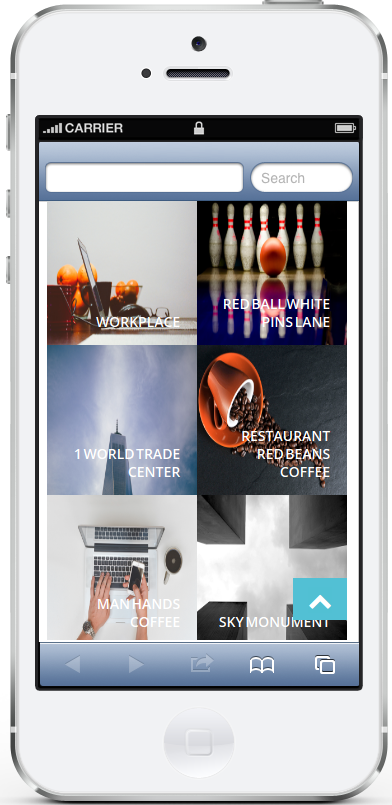 CARRIER
Search
WORKPLACE
RED BALL WHITE
PINS LANE
1 WORLD TRADE
CENTER
RESTAURANT
RED BEANS
COFFEE
MAN HANDS
COFFEE
SKY MONUMENT